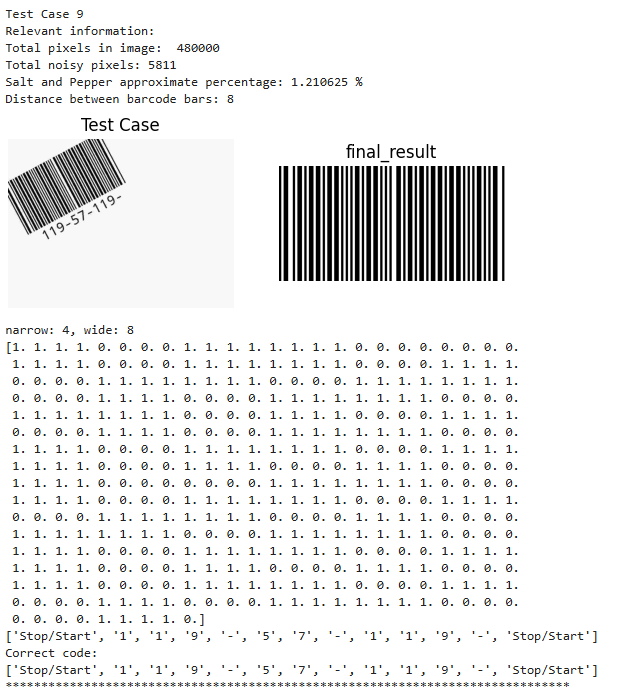 Test Case 9
Relevant information:
Total pixels in image: 480000
Total noisy pixels: 5811
Salt and Pepper approximate percentage: 1.210625 %
Distance between barcode bars: 8
Test Case
final_result
119-57-119-
narrow: 4, wide: 8
[1. 1. 1. 1. 0. 0. 0. 0. 1. 1. 1. 1. 1. 1. 1. 1. 0. 0. 0. 0. 0. 0. 0. 0.
1. 1. 1. 1. 0. 0. 0. 0. 1. 1. 1. 1. 1. 1. 1. 1. 0. 0. 0. 0. 1. 1. 1. 1.
0. 0. 0. 0. 1. 1. 1. 1. 1. 1. 1. 1. 0. 0. 0. 0. 1. 1. 1. 1. 1. 1. 1. 1.
0. 0. 0. 0. 1. 1. 1. 1. 0. 0. 0. 0. 1. 1. 1. 1. 1. 1. 1. 1. 0. 0. 0. 0.
1. 1. 1. 1. 1. 1. 1. 1. 0. 0. 0. 0. 1. 1. 1. 1. 0. 0. 0. 0. 1. 1. 1. 1.
0. 0. 0. 0. 1. 1. 1. 1. 0. 0. 0. 0. 1. 1. 1. 1. 1. 1. 1. 1. 0. 0. 0. 0.
1. 1. 1. 1. 0. 0. 0. 0. 1. 1. 1. 1. 1. 1. 1. 1. 0. 0. 0. 0. 1. 1. 1. 1.
1. 1. 1. 1. 0. 0. 0. 0. 1. 1. 1. 1. 0. 0. 0. 0. 1. 1. 1. 1. 0. 0. 0. 0.
1. 1. 1. 1. 0. 0. 0. 0. 0. 0. 0. 0. 1. 1. 1. 1. 1. 1. 1. 1. 0. 0. 0. 0.
1. 1. 1. 1. 0. 0. 0. 0. 1. 1. 1. 1. 1. 1. 1. 1. 0. 0. 0. 0. 1. 1. 1. 1.
0. 0. 0. 0. 1. 1. 1. 1. 1. 1. 1. 1. 0. 0. 0. 0. 1. 1. 1. 1. 0. 0. 0. 0.
1. 1. 1. 1. 1. 1. 1. 1. 0. 0. 0. 0. 1. 1. 1. 1. 1. 1. 1. 1. 0. 0. 0. 0.
1. 1. 1. 1. 0. 0. 0. 0. 1. 1. 1. 1. 1. 1. 1. 1. 0. 0. 0. 0. 1. 1. 1. 1.
1. 1. 1. 1. 0. 0. 0. 0. 1. 1. 1. 1. 0. 0. 0. 0. 1. 1. 1. 1. 0. 0. 0. 0.
1. 1. 1. 1. 0. 0. 0. 0. 1. 1. 1. 1. 1. 1. 1. 1. 0. 0. 0. 0. 1. 1. 1. 1.
0. 0. 0. 0. 1. 1. 1. 1. 0. 0. 0. 0. 1. 1. 1. 1. 1. 1. 1. 1. 0. 0. 0. 0.
0. 0. 0. 0. 1. 1. 1. 1. 0.]
['Stop/Start', '1', '1', '9', '-', '5', '7', '-', '1', '1', '9', '-', 'Stop/Start']
Correct code:
['Stop/Start', '1', '1', '9', '-', '5', '7', '-', '1', '1', '9', '-', 'Stop/Start']
*******************************************************************************